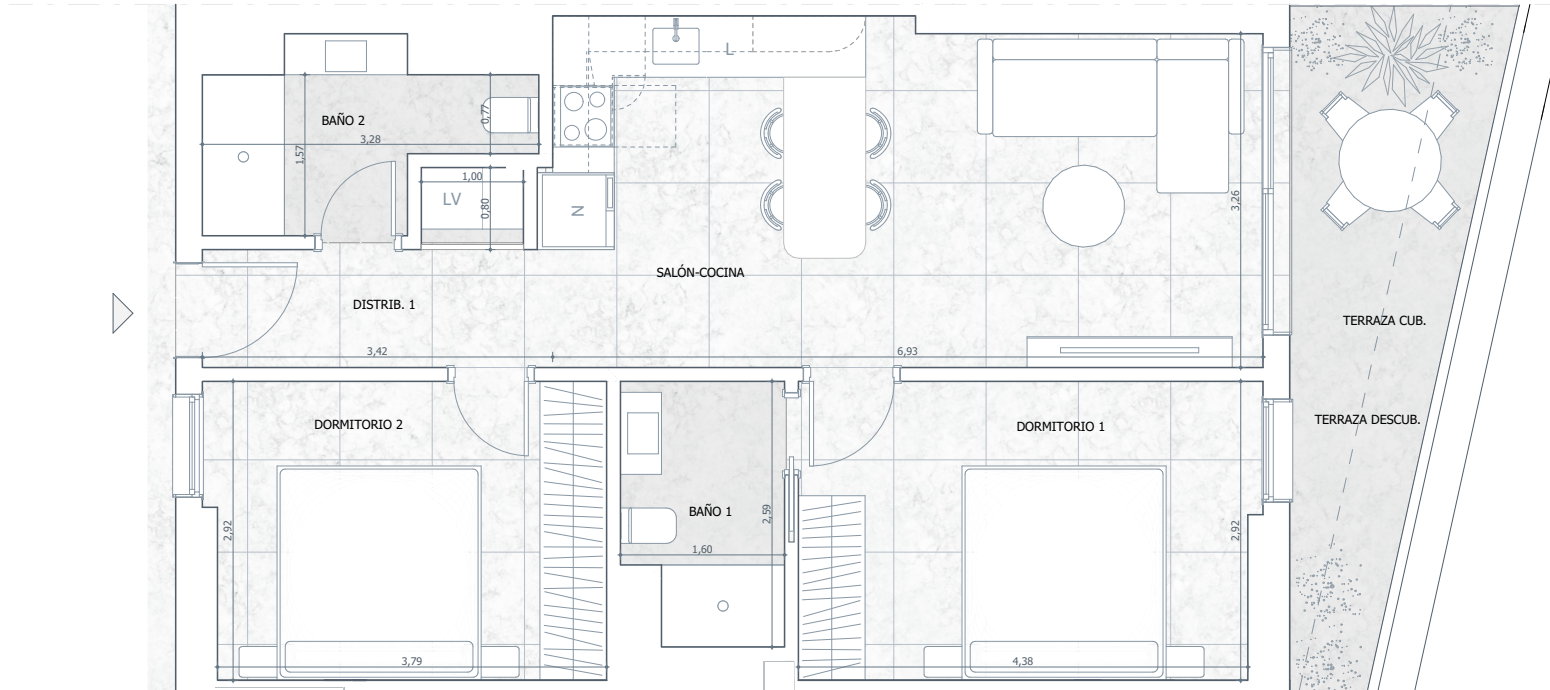 L
BAÑO 2
3,28
1,57
0,77
1,00
LV
0,80
N
3,26
SALÓN-COCINA
DISTRIB. 1
TERRAZA CUB.
3,42
6,93
DORMITORIO 2
DORMITORIO 1
TERRAZA DESCUB.
BAÑO 1
2,59
2,92
2,92
1,60
3,79
4,38